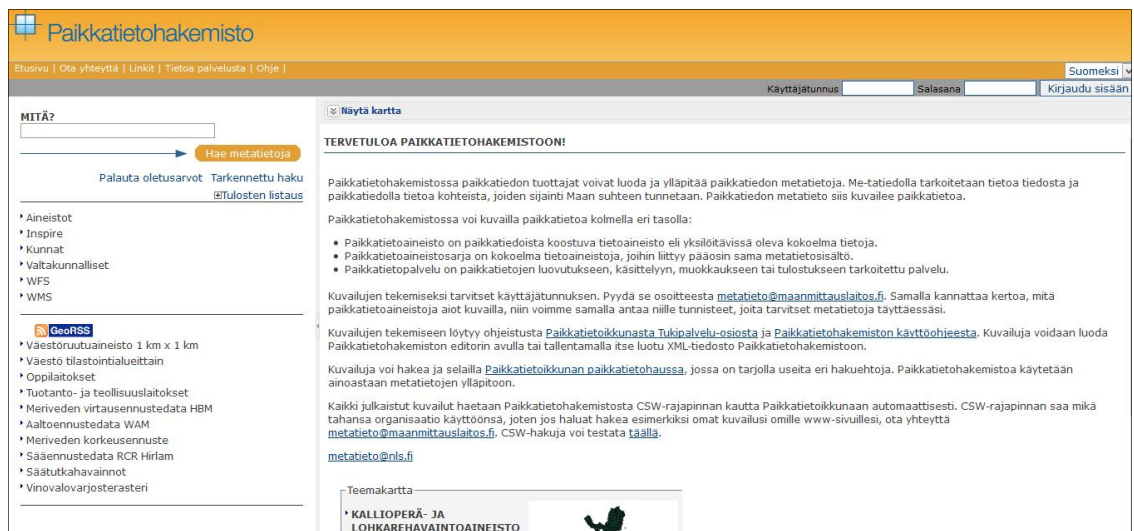 Paikkatietohakemisto
Etusivu | Ota yhteyttä | Linkit | Tietoa palvelusta | Ohje |
Suomeksi
Käyttäjätunnus Salasana Kirjaudu sisään
MITÄ?
Hae metatietoja
Palauta oletusarvot Tarkennettu haku
Tulosten listaus
Aineistot
Inspire
Kunnat
Valtakunnalliset
WFS
WMS
GeoRSS
Väestöruutuaineisto 1 km x 1 km
Väestö tilastointialueittain
Oppilaitokset
Tuotanto- ja teollisuuslaitokset
Meriveden virtausennustedata HBM
Aaltoennustedata WAM
Meriveden korkeusennuste
Sääennustedata RCR Hirlam
Säätutkahavainnot
Vinovalovarjosterasteri
Näytä kartta
TERVETULOA PAIKKATIETOHAKEMISTOON!
Paikkatietohakemistossa paikkatiedon tuottajat voivat luoda ja ylläpitää paikkatiedon metatietoja. Me-tatiedolla tarkoitetaan tietoa tiedosta ja
paikkatiedolla tietoa kohteista, joiden sijainti Maan suhteen tunnetaan. Paikkatiedon metatieto siis kuvailee paikkatietoa.
Paikkatietohakemistossa voi kuvailla paikkatietoa kolmella eri tasolla:
• Paikkatietoaineisto on paikkatiedoista koostuva tietoaineisto eli yksilöitävissä oleva kokoelma tietoja.
• Paikkatietoaineistosarja on kokoelma tietoaineistoja, joihin liittyy pääosin sama metatietosisältö.
• Paikkatietopalvelu on paikkatietojen luovutukseen, käsittelyyn, muokkaukseen tai tulostukseen tarkoitettu palvelu.
Kuvailujen tekemiseksi tarvitset käyttäjätunnuksen. Pyydä se osoitteesta metatieto@maanmittauslaitos.fi. Samalla kannattaa kertoa, mitä
paikkatietoaineistoja aiot kuvailla, niin voimme samalla antaa niille tunnisteet, joita tarvitset metatietoja täyttäessäsi.
Kuvailujen tekemiseen löytyy ohjeistusta Paikkatietoikkunasta Tukipalvelu-osiosta ja Paikkatietohakemiston käyttöohjeesta. Kuvailuja voidaan luoda
Paikkatietohakemiston editorin avulla tai tallentamalla itse luotu XML-tiedosto Paikkatietohakemistoon.
Kuvailuja voi hakea ja selailla Paikkatietoikkunan paikkatietohaussa, jossa on tarjolla useita eri hakuehtoja. Paikkatietohakemistoa käytetään
ainoastaan metatietojen ylläpitoon.
Kaikki julkaistut kuvailut haetaan Paikkatietohakemistosta CSW-rajapinnan kautta Paikkatietoikkunaan automaattisesti. CSW-rajapinnan saa mikä
tahansa organisaatio käyttöönsä, joten jos haluat hakea esimerkiksi omat kuvailusi omille www-sivuillesi, ota yhteyttä
metatieto@maanmittauslaitos.fi. CSW-hakuja voi testata täällä.
metatieto@nls.fi
Teemakartta
KALLIOPERÄ- JA
LOHKAREHAVAINTOAINEISTO